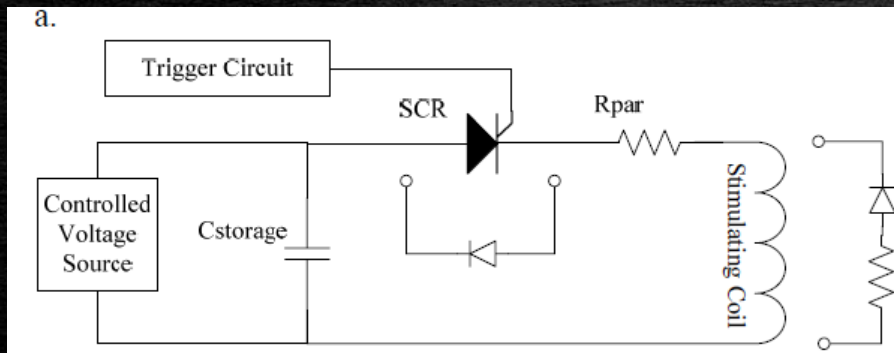 a.
Trigger Circuit
SCR
Rpar
Controlled
Voltage
Source
Cstorage
Stimulating Coil